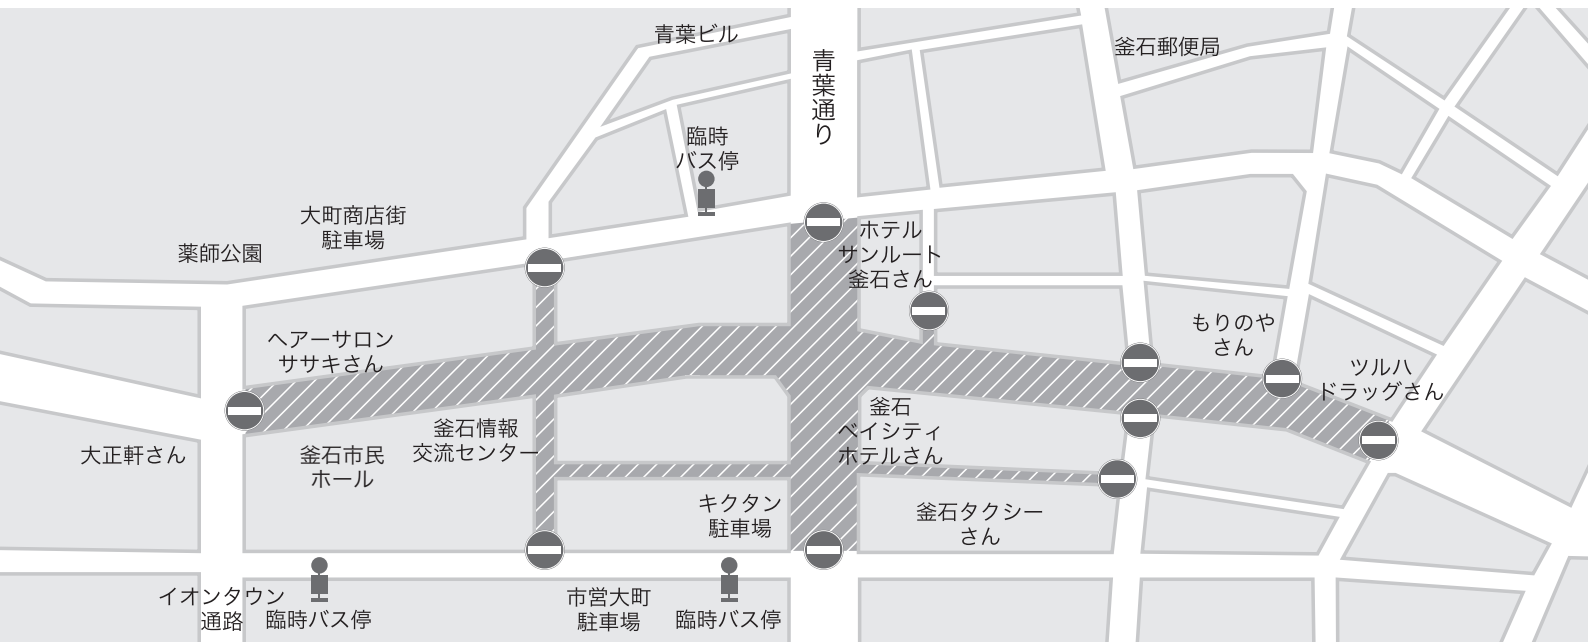 青葉ビル
青葉通り
釜石郵便局
臨時
バス停
大町商店街
駐車場
薬師公園
ホテル
サンルート
釜石さん
ヘアーサロン
ササキさん
もりのや
さん
ツルハ
ドラッグさん
大正軒さん
釜石市民
ホール
釜石情報
交流センター
釜石
ベイシティ
ホテルさん
キクタン
駐車場
釜石タクシー
さん
イオンタウン
通路
臨時バス停
市営大町
駐車場
臨時バス停